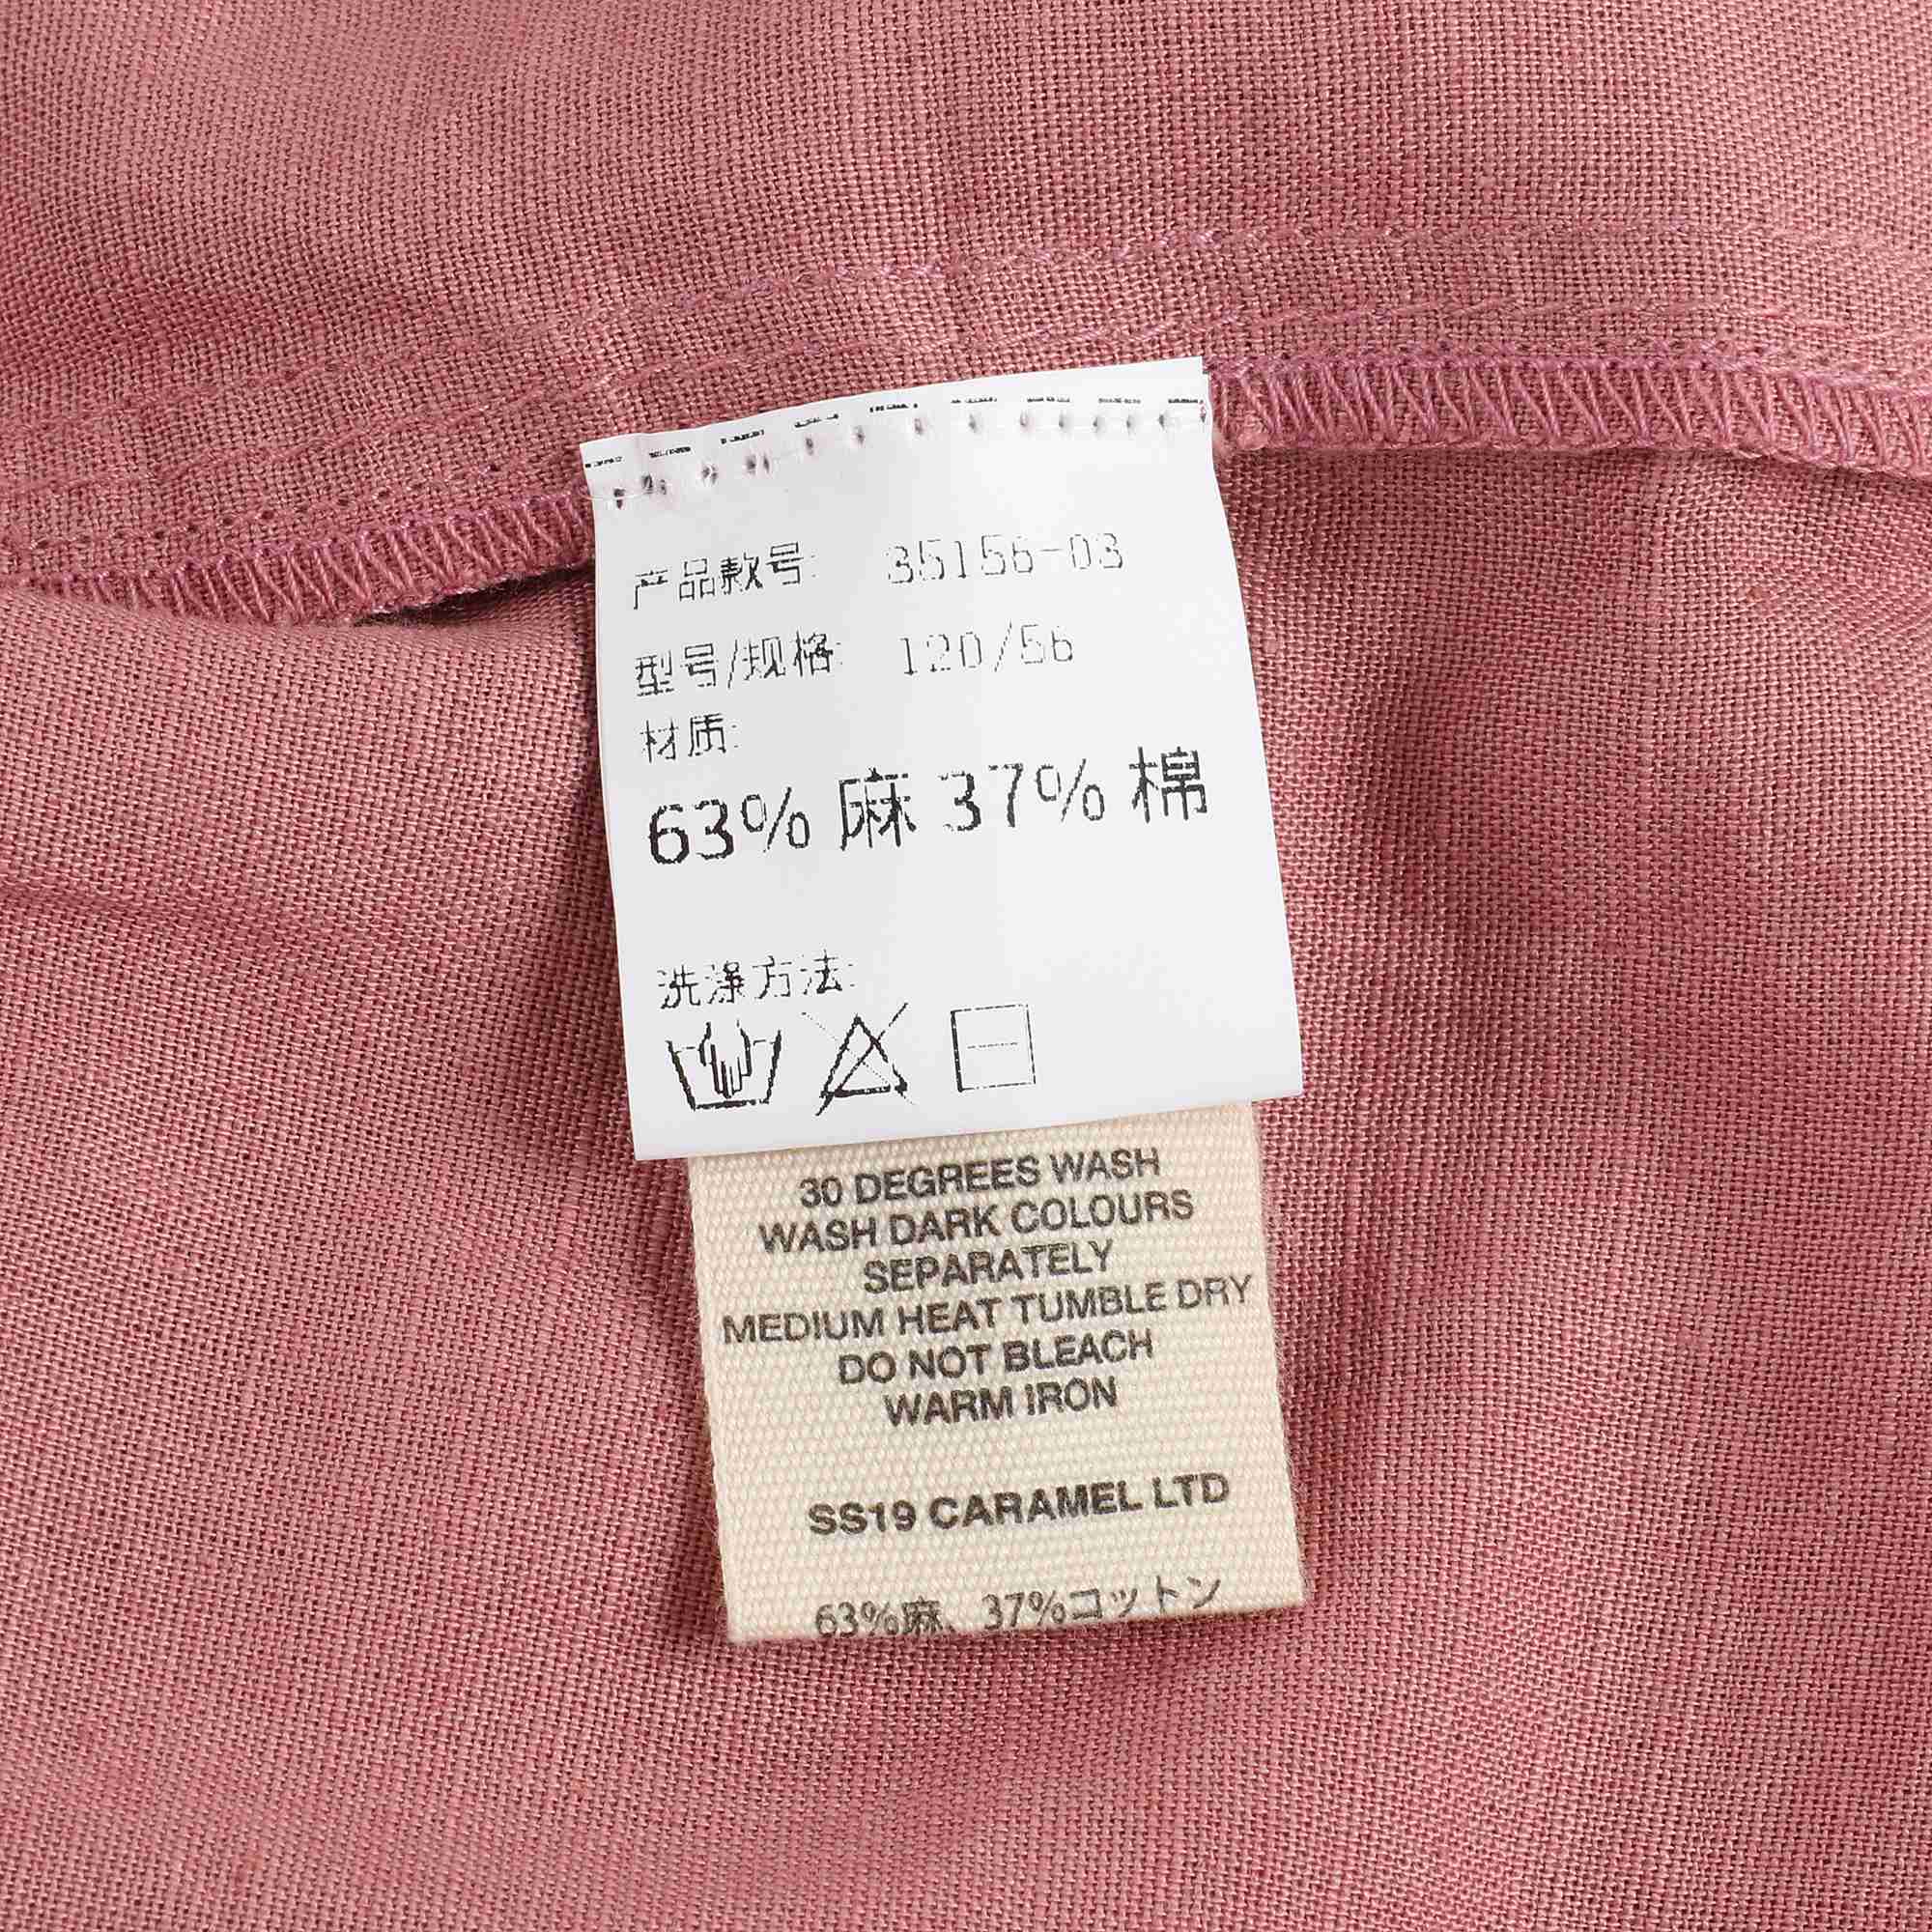 产品款号: 35156-03
型号/规格: 120/56
材质:
63% 麻 37% 棉
洗涤方法:
30 DEGREES WASH
WASH DARK COLOURS
SEPARATELY
MEDIUM HEAT TUMBLE DRY
DO NOT BLEACH
WARM IRON
SS19 CARAMEL LTD
63%麻、37%コットン